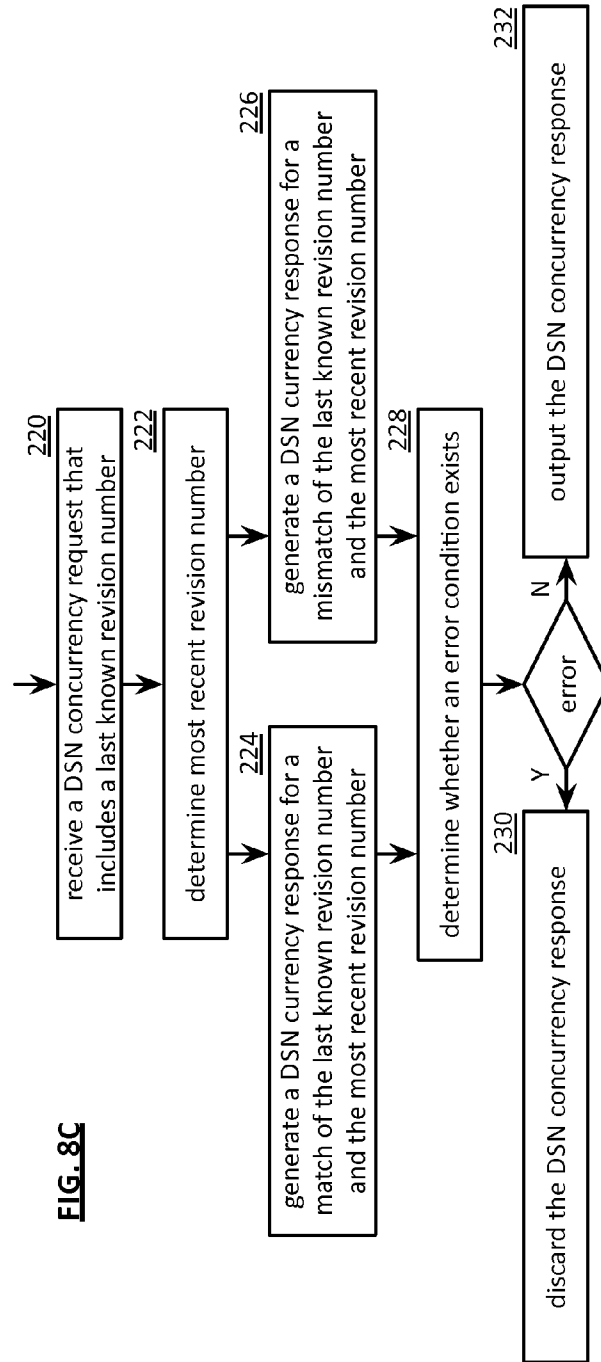 FIG. 8C
220
receive a DSN concurrency request that
includes a last known revision number
222
determine most recent revision number
224
generate a DSN currency response for a
match of the last known revision number
and the most recent revision number
226
generate a DSN currency response for a
mismatch of the last known revision number
and the most recent revision number
228
determine whether an error condition exists
error
Y
N
230
discard the DSN concurrency response
232
output the DSN concurrency response